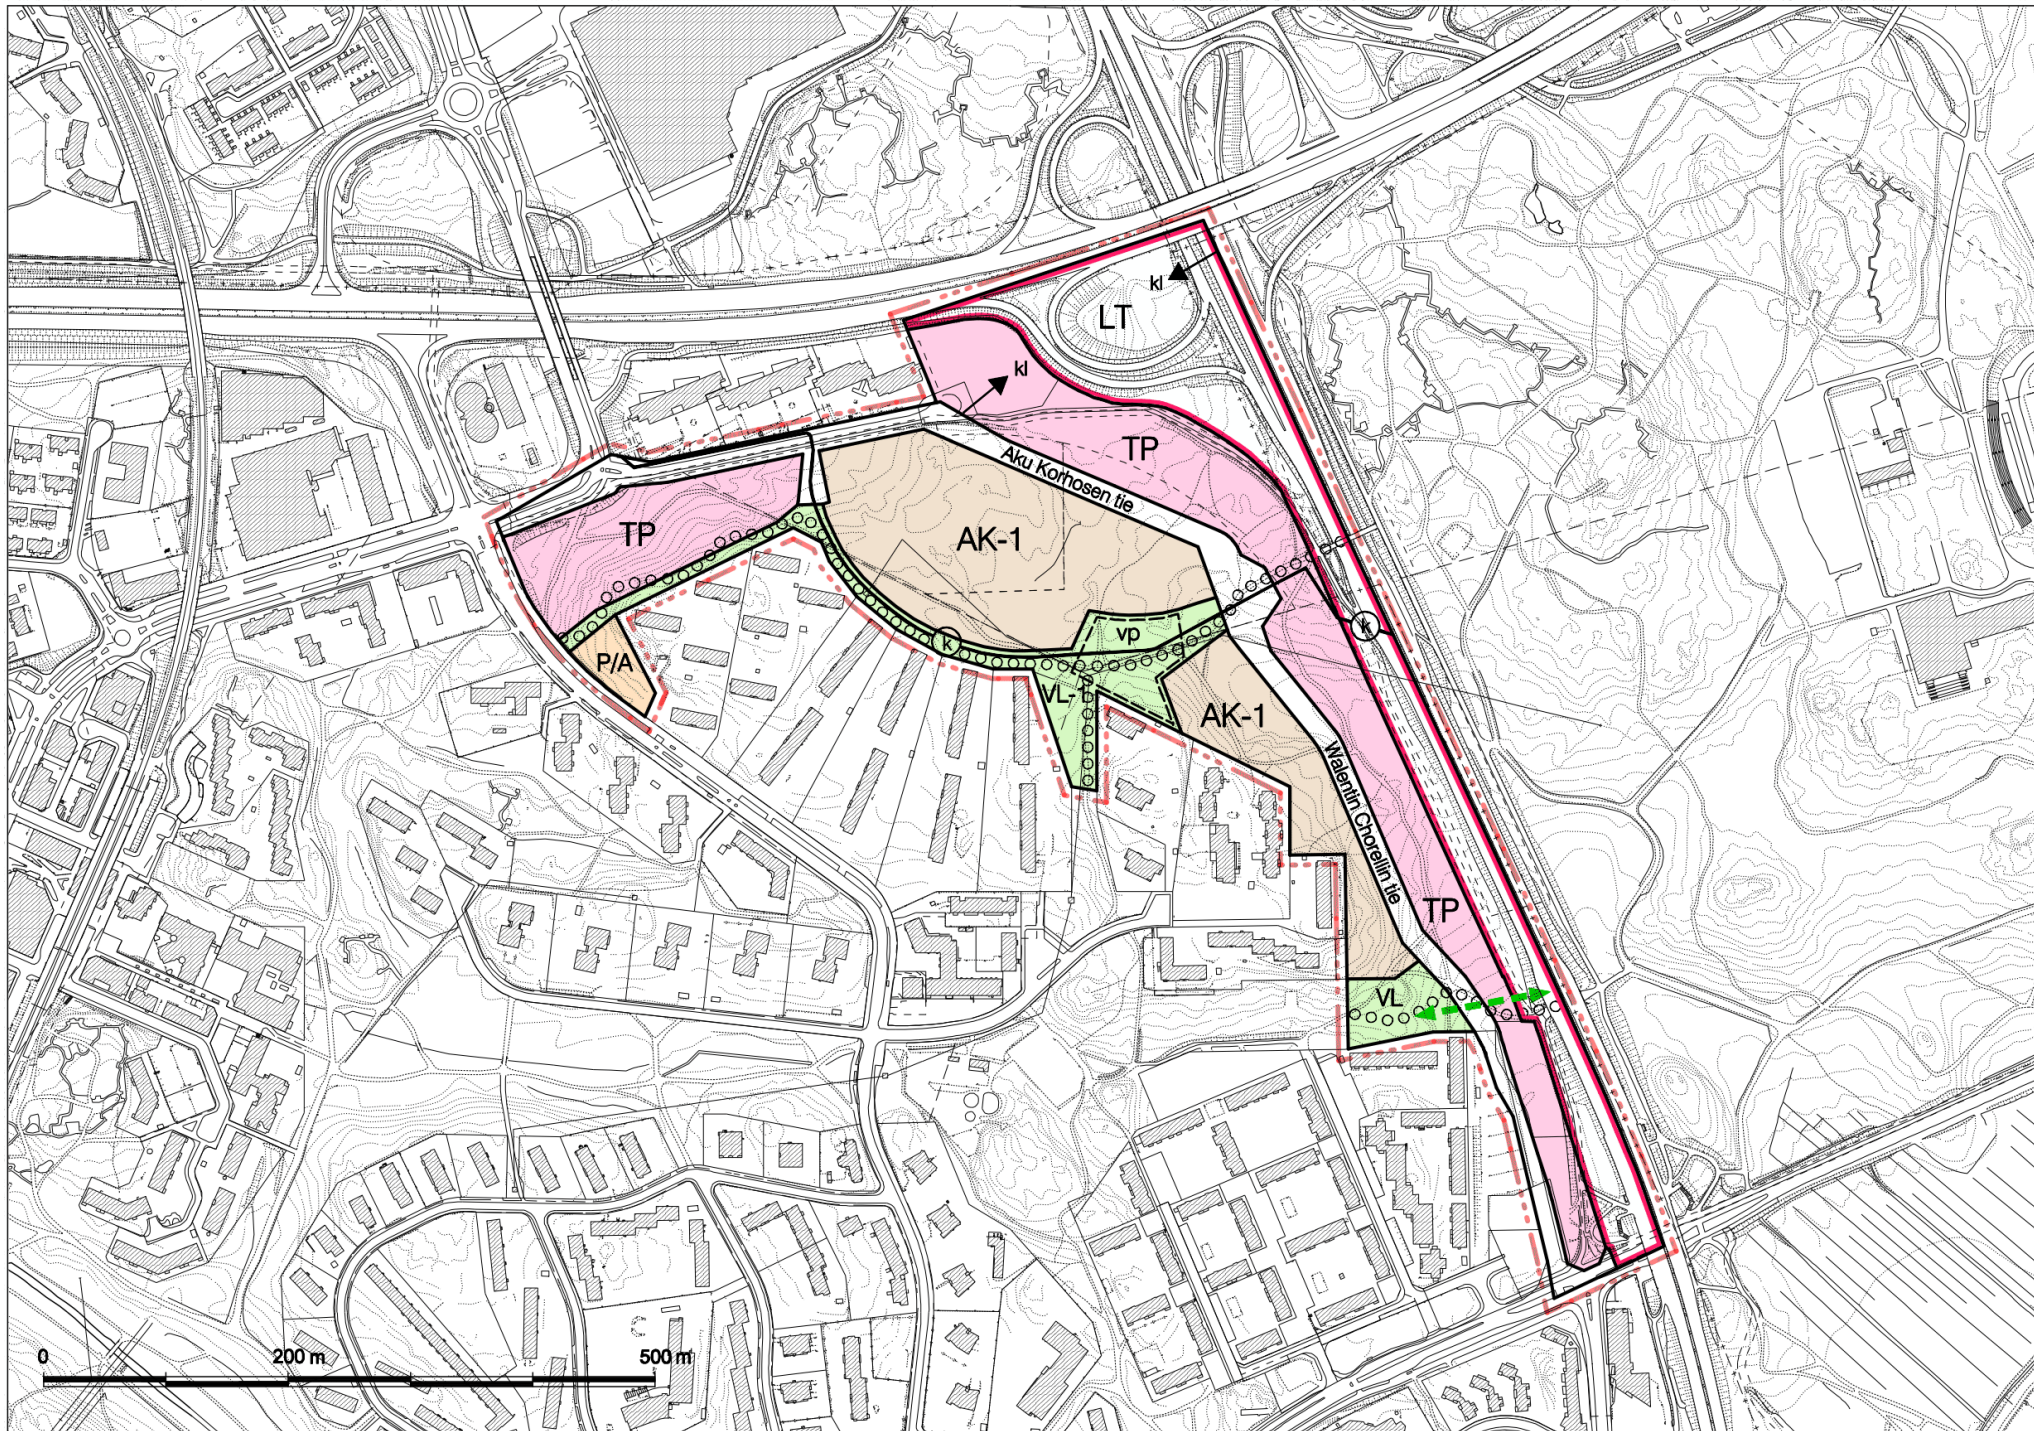 kl
LT
kl
TP
Aku Korhosen tie
TP
AK-1
vp
k
k
P/A
VL-1
AK-1
Walentin Chorellin tie
TP
VL
0
200 m
500 m